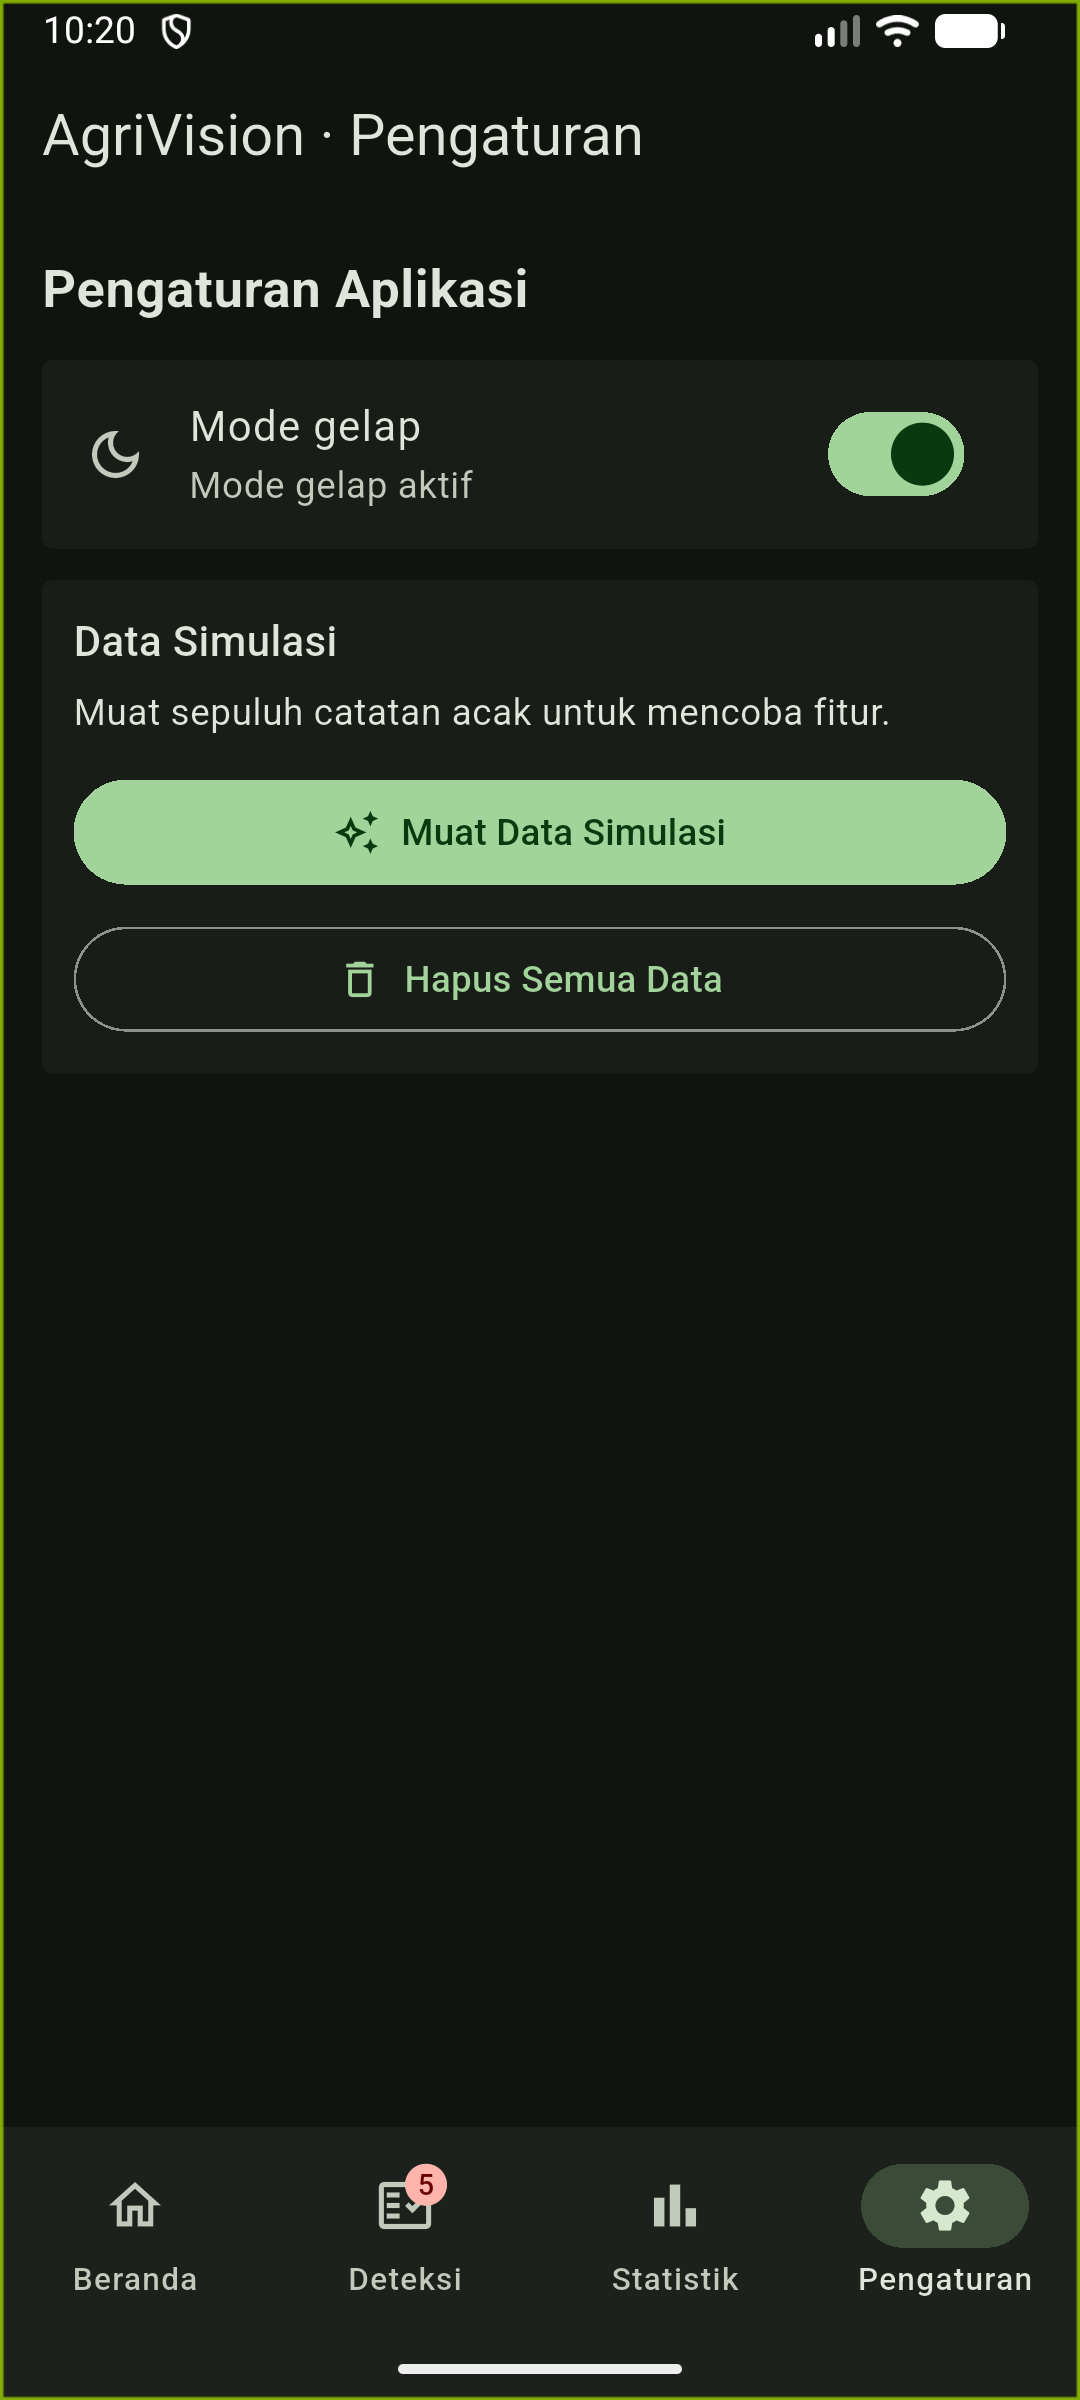 10:20
AgriVision · Pengaturan
Pengaturan Aplikasi
Mode gelap
Mode gelap aktif
Data Simulasi
Muat sepuluh catatan acak untuk mencoba fitur.
Muat Data Simulasi
Hapus Semua Data
5
Beranda
Deteksi
Statistik
Pengaturan